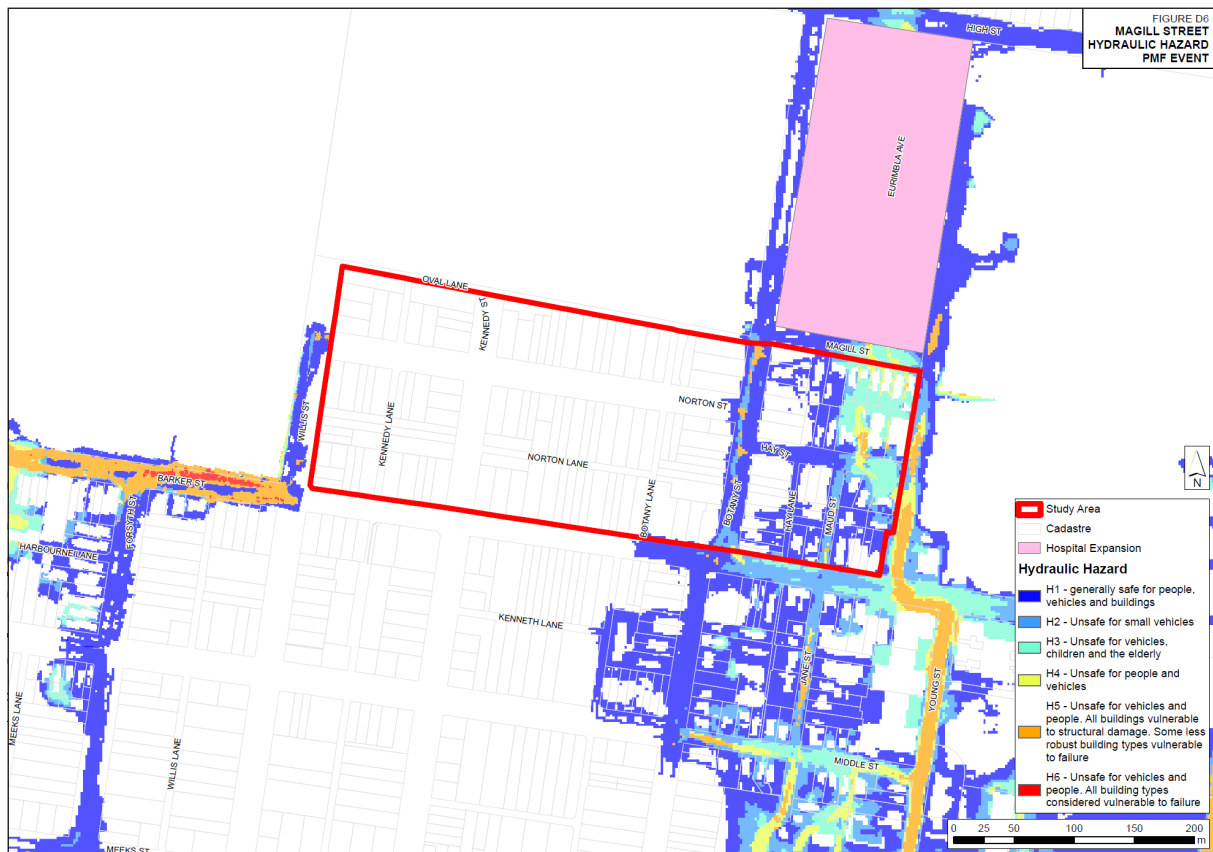 FIGURE D6
MAGILL STREET
HYDRAULIC HAZARD
PMF EVENT
HIGH ST
EURIMBLA AVE
OVAL LANE
KENNEDY ST
MAGILL ST
NORTON ST
WILLIS ST
KENNEDY LANE
HAY ST
NORTON LANE
BARKER ST
BOTANY LANE
BOTANY ST
HAY LANE
MAUD ST
FORSYTH ST
HARBOURNE LANE
KENNETH LANE
JANE ST
YOUNG ST
MEEKS LANE
WILLIS LANE
MIDDLE ST
MEEKS ST
N
Study Area
Cadastre
Hospital Expansion
Hydraulic Hazard
H1 - generally safe for people,
vehicles and buildings
H2 - Unsafe for small vehicles
H3 - Unsafe for vehicles,
children and the elderly
H4 - Unsafe for people and
vehicles
H5 - Unsafe for vehicles and
people. All buildings vulnerable
to structural damage. Some less
robust building types vulnerable
to failure
H6 - Unsafe for vehicles and
people. All building types
considered vulnerable to failure
0 25 50 100 150 200
m